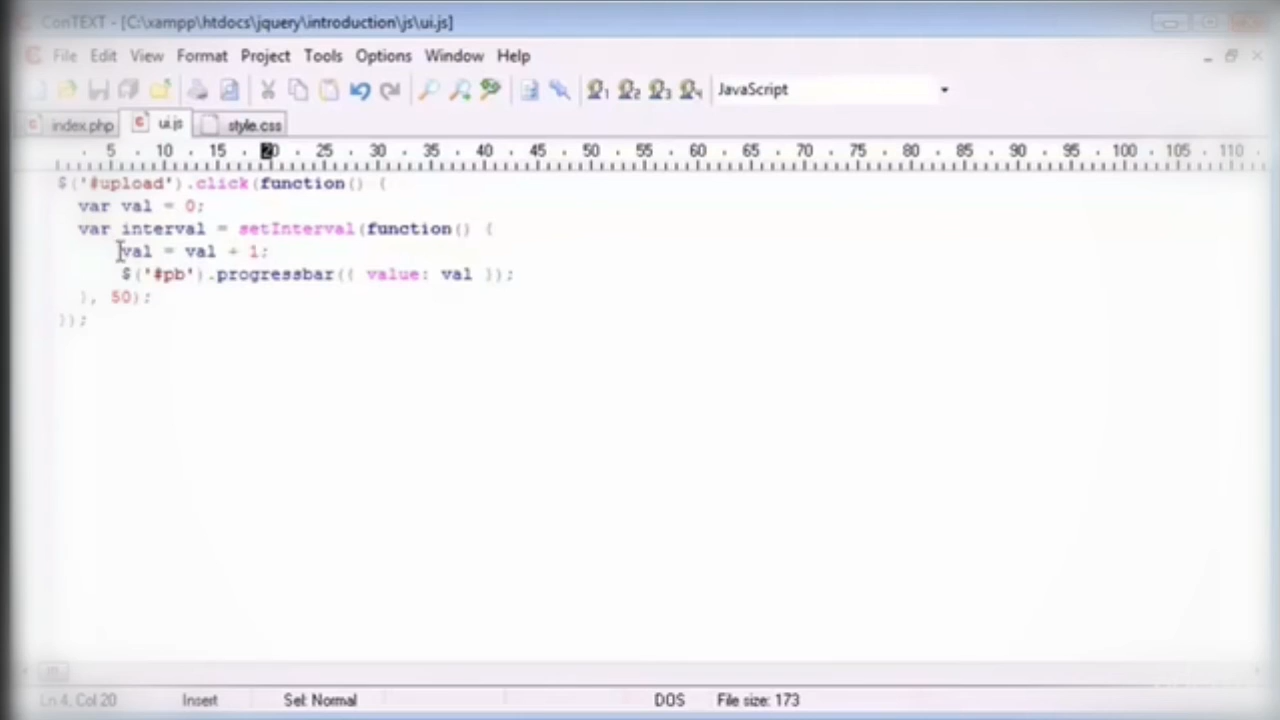 ConTEXT - [C:\xampp\htdocs\jquery\introduction\js\ui.js]
File Edit View Format Project Tools Options Window Help
JavaScript
index.php ui.js style.css
5 10 15 20 25 30 35 40 45 50 55 60 65 70 75 80 85 90 95 100 105 110
$('#upload').click(function() {
var val = 0;
var interval = setInterval(function() {
val = val + 1;
$('#pb').progressbar({ value: val });
}, 50);
});
Ln 4, Col 20 Insert Sel: Normal DOS File size: 173